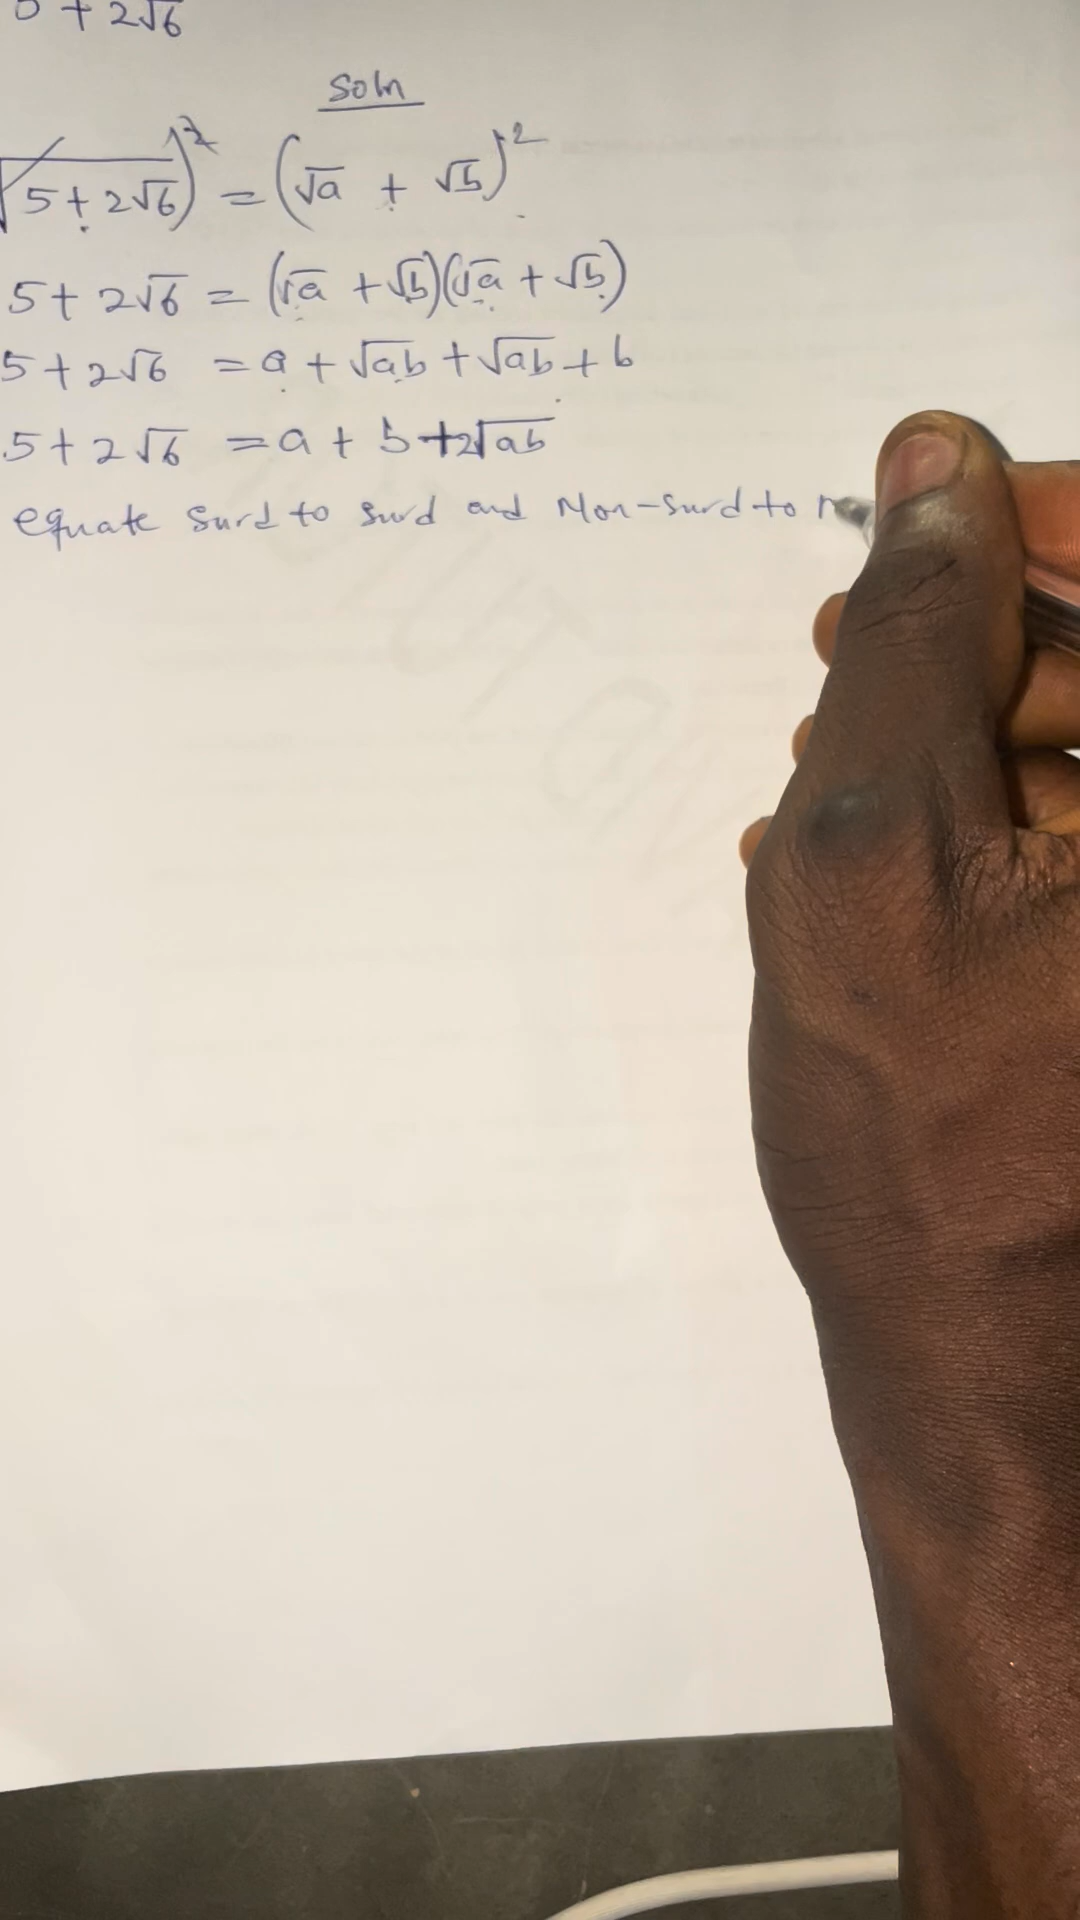 5 + 2√6
Soln
√5+2√6)² = (√a + √b)²
5 + 2√6 = (√a + √b)(√a + √b)
5 + 2√6 = a + √ab + √ab + b
5 + 2√6 = a + b + 2√ab
equate surd to surd and Non-surd to